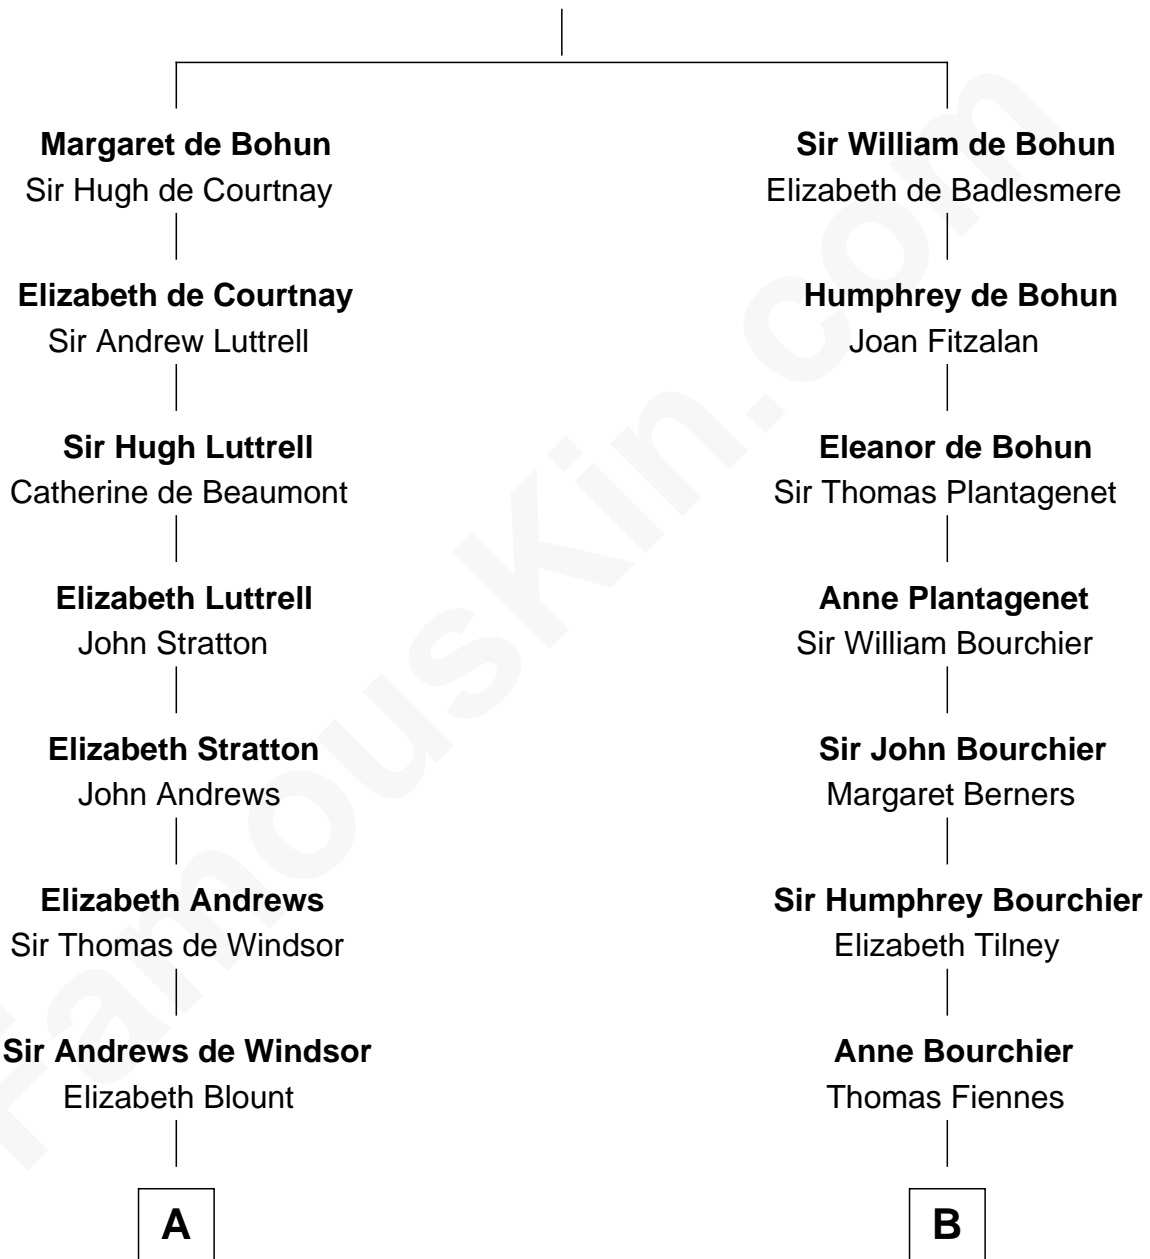 Margaret de Bohun
Sir Hugh de Courtnay
Elizabeth de Courtnay
Sir Andrew Luttrell
Sir Hugh Luttrell
Catherine de Beaumont
Elizabeth Luttrell
John Stratton
Elizabeth Stratton
John Andrews
Elizabeth Andrews
Sir Thomas de Windsor
Sir Andrews de Windsor
Elizabeth Blount
A
Sir William de Bohun
Elizabeth de Badlesmere
Humphrey de Bohun
Joan Fitzalan
Eleanor de Bohun
Sir Thomas Plantagenet
Anne Plantagenet
Sir William Bourchier
Sir John Bourchier
Margaret Berners
Sir Humphrey Bourchier
Elizabeth Tilney
Anne Bourchier
Thomas Fiennes
B
FamousKin.com